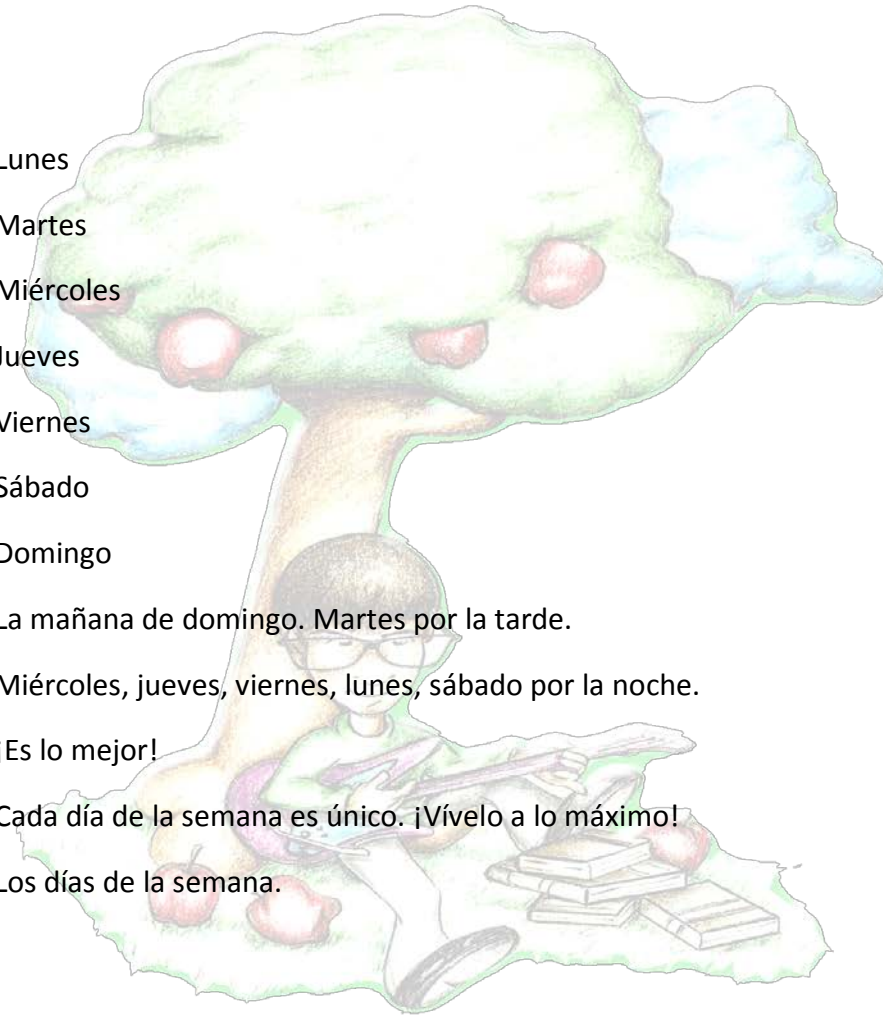 Lunes
Martes
Miércoles
Jueves
Viernes
Sábado
Domingo
La mañana de domingo. Martes por la tarde.
Miércoles, jueves, viernes, lunes, sábado por la noche.
¡Es lo mejor!
Cada día de la semana es único. ¡Vívelo a lo máximo!
Los días de la semana.